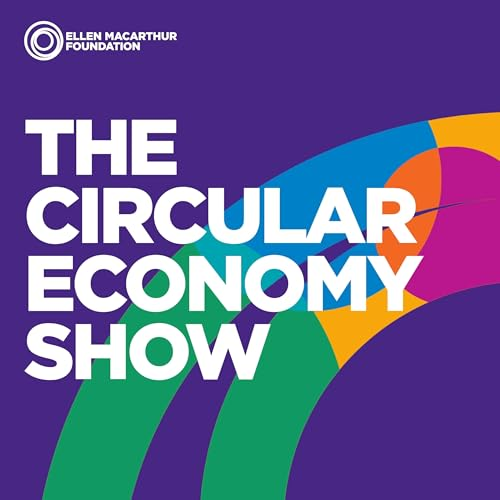 ELLEN MACARTHUR
FOUNDATION
THE
CIRCULAR
ECONOMY
SHOW